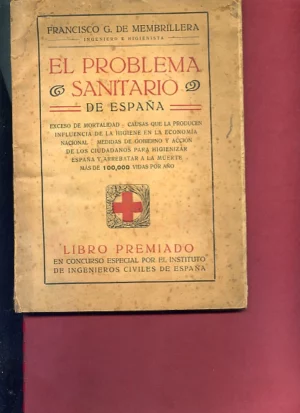 FRANCISCO G. DE MEMBRILLERA
INGENIERO E HIGIENISTA
EL PROBLEMA
SANITARIO
DE ESPAÑA
EXCESO DE MORTALIDAD : CAUSAS QUE LA PRODUCEN
INFLUENCIA DE LA HIGIENE EN LA ECONOMÍA
NACIONAL : MEDIDAS DE GOBIERNO Y ACCIÓN
DE LOS CIUDADANOS PARA HIGIENIZAR
ESPAÑA Y ARREBATAR A LA MUERTE
MÁS DE 100,000 VIDAS POR AÑO
LIBRO PREMIADO
EN CONCURSO ESPECIAL POR EL INSTITUTO
DE INGENIEROS CIVILES DE ESPAÑA